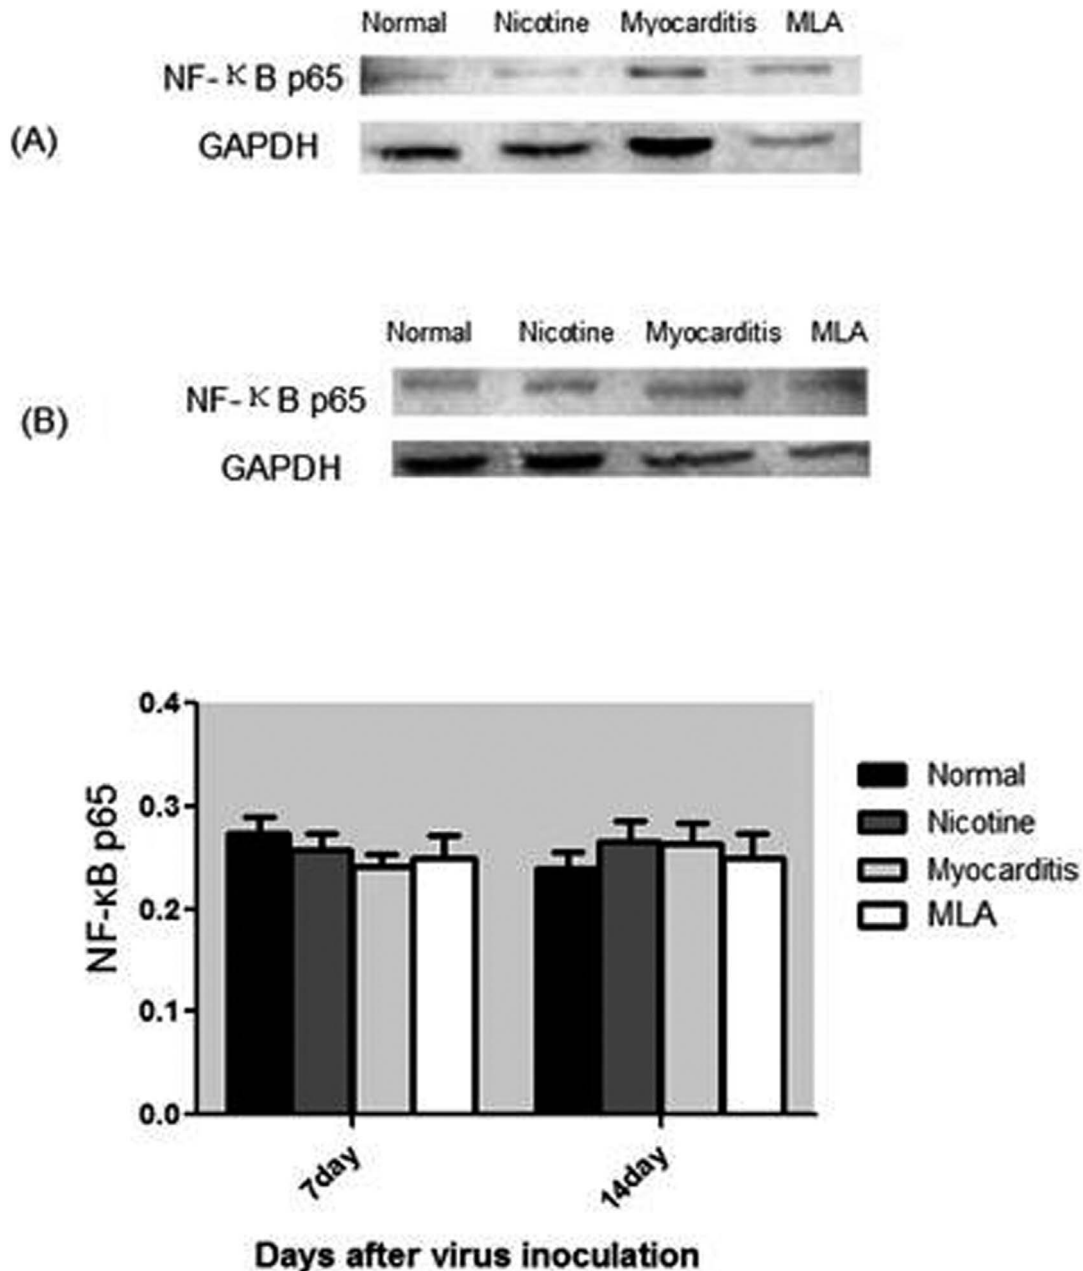 Normal Nicotine Myocarditis MLA
NF-κB p65
(A)
GAPDH
Normal Nicotine Myocarditis MLA
NF-κB p65
(B)
GAPDH
0.4
0.3
0.2
0.1
0.0
NF-κB p65
Normal
Nicotine
Myocarditis
MLA
7day
14day
Days after virus inoculation